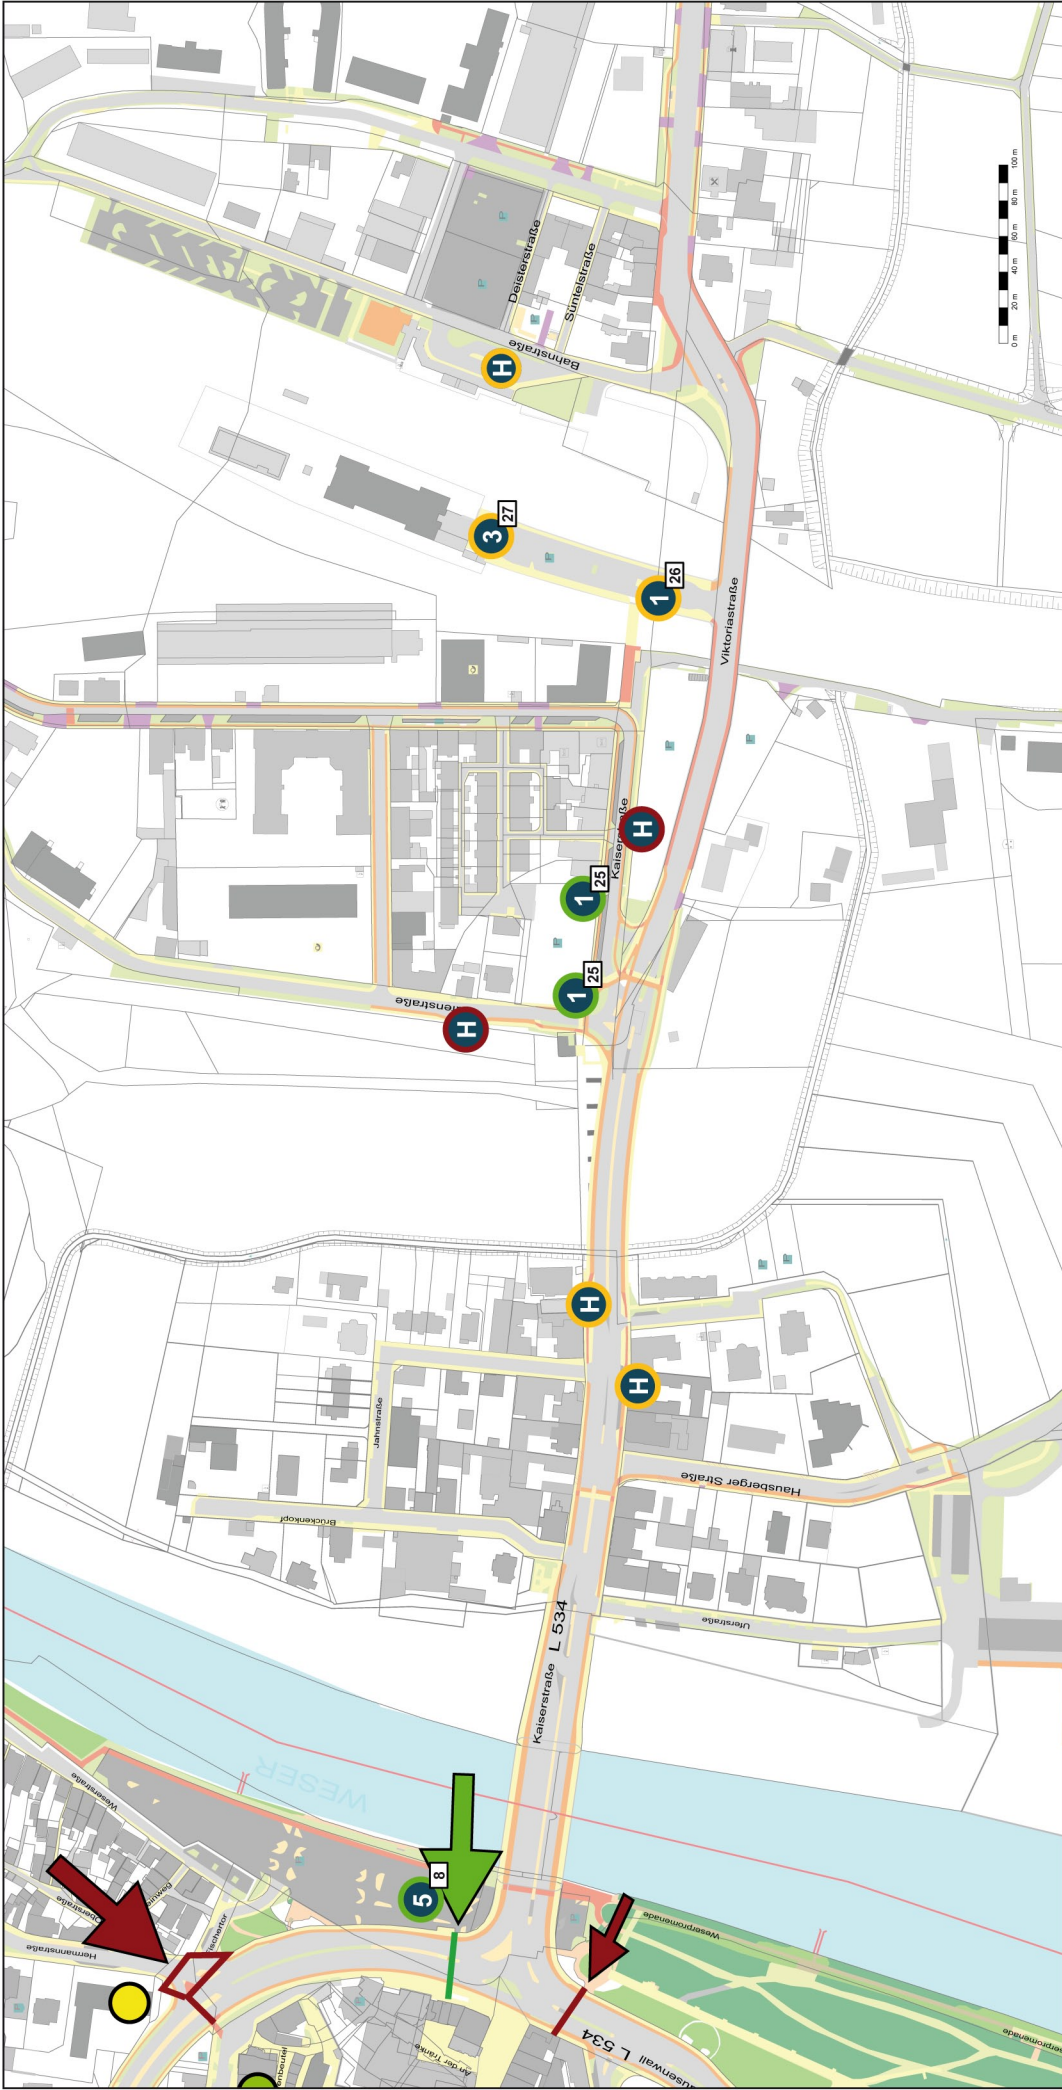 100 m
80 m
60 m
40 m
20 m
0 m
Deisterstraße
Süntelstraße
Bahnstraße
H
3
27
1
26
Viktoriastraße
Kaiserstraße
H
1
25
1
25
H
H
H
Jahnstraße
Brückenkopf
Hausberger Straße
Uferstraße
Kaiserstraße L 534
WESER
Weserstraße
Oberstraße
Hermannstraße
5
8
Weserpromenade
An der Tränke
L 534